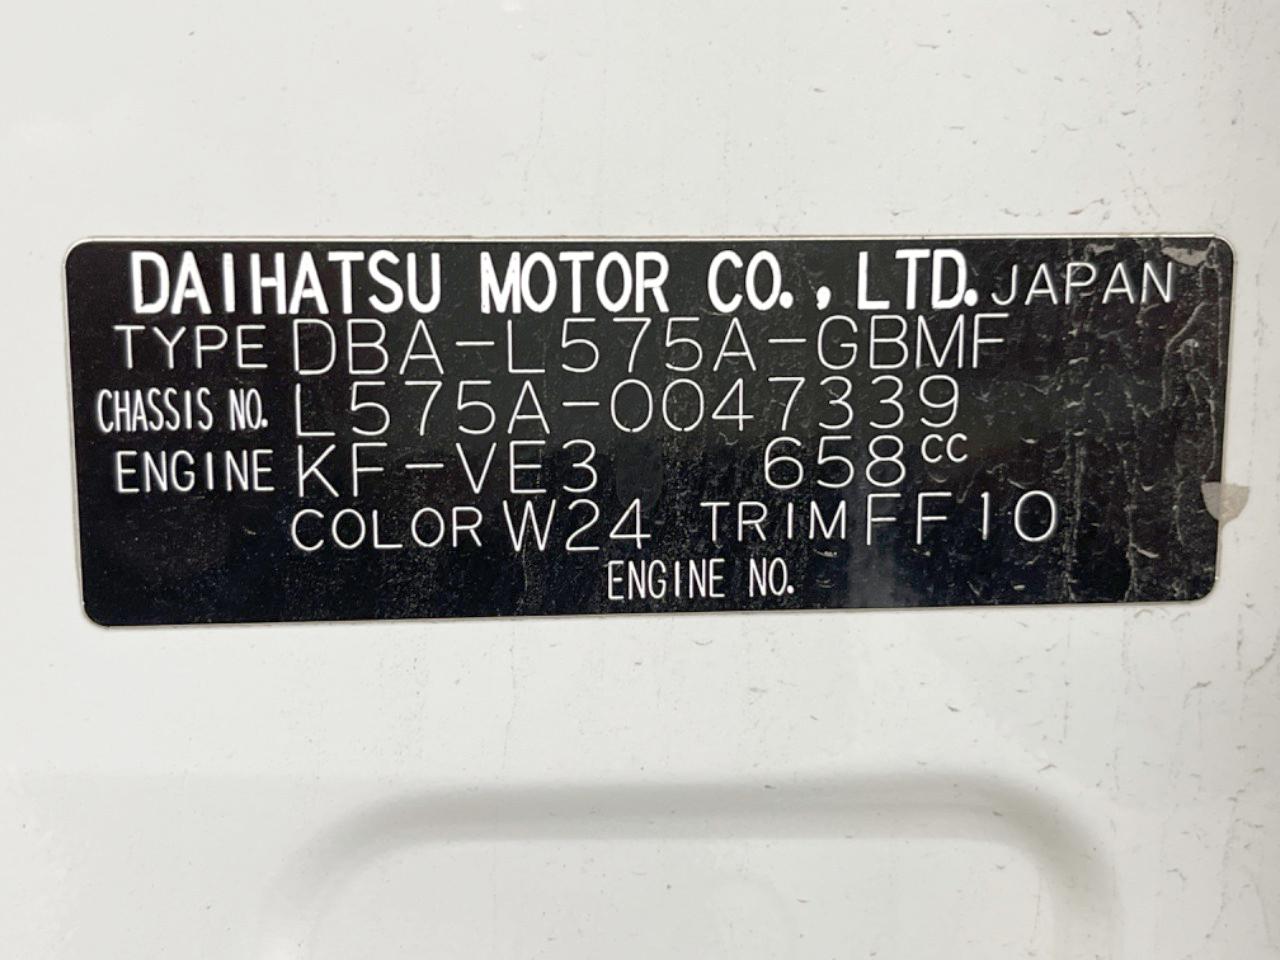 DAIHATSU MOTOR CO., LTD. JAPAN
TYPE DBA-L575A-GBMF
CHASSIS NO. L575A-0047339
ENGINE KF-VE3 658cc
COLOR W24 TRIM FF10
ENGINE NO.